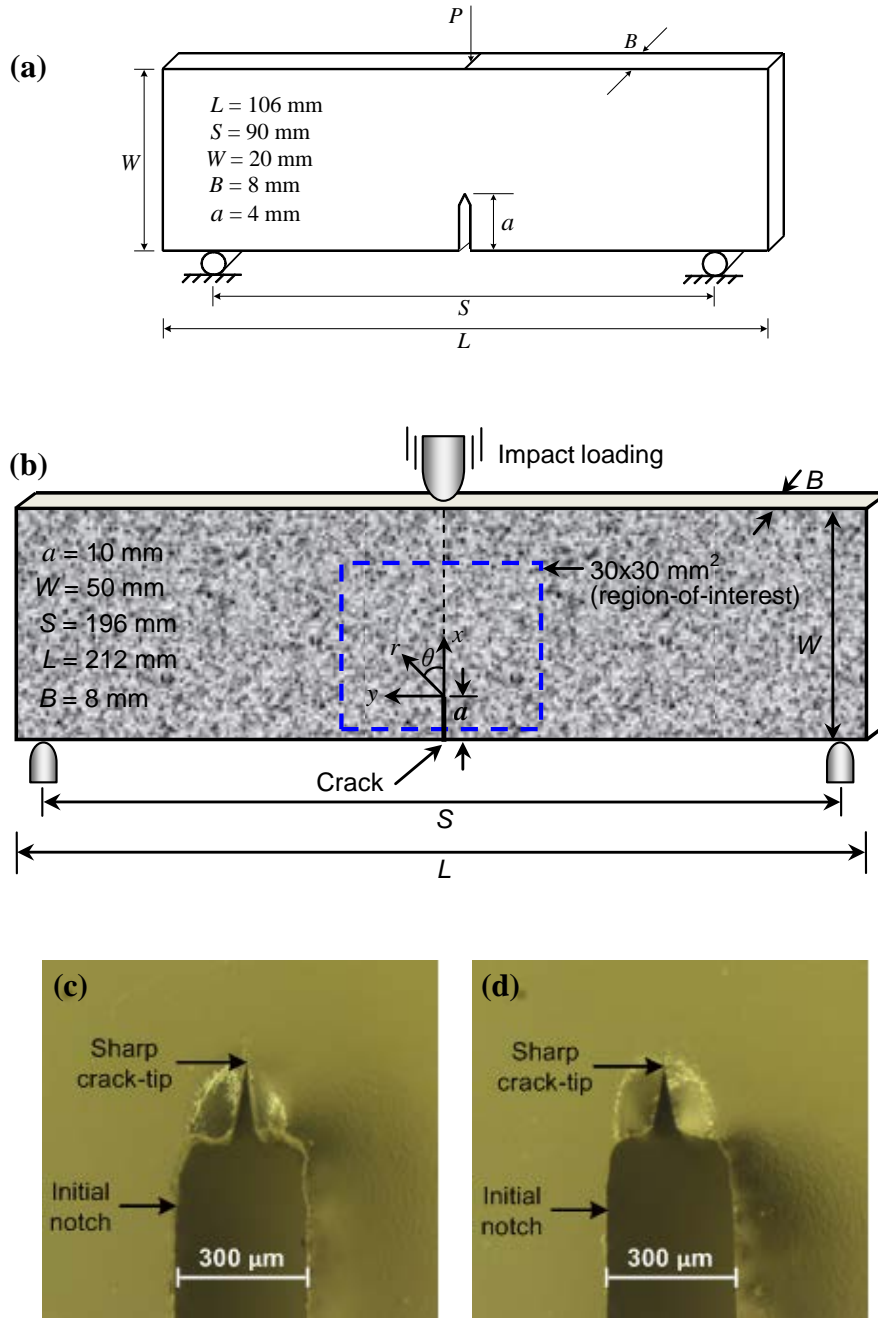 (a)
P
B
L = 106 mm
S = 90 mm
W = 20 mm
B = 8 mm
a = 4 mm
W
a
S
L
(b)
Impact loading
B
a = 10 mm
W = 50 mm
S = 196 mm
L = 212 mm
B = 8 mm
30x30 mm²
(region-of-interest)
W
r
θ
x
y
a
Crack
S
L
(c)
Sharp
crack-tip
Initial
notch
300 µm
(d)
Sharp
crack-tip
Initial
notch
300 µm